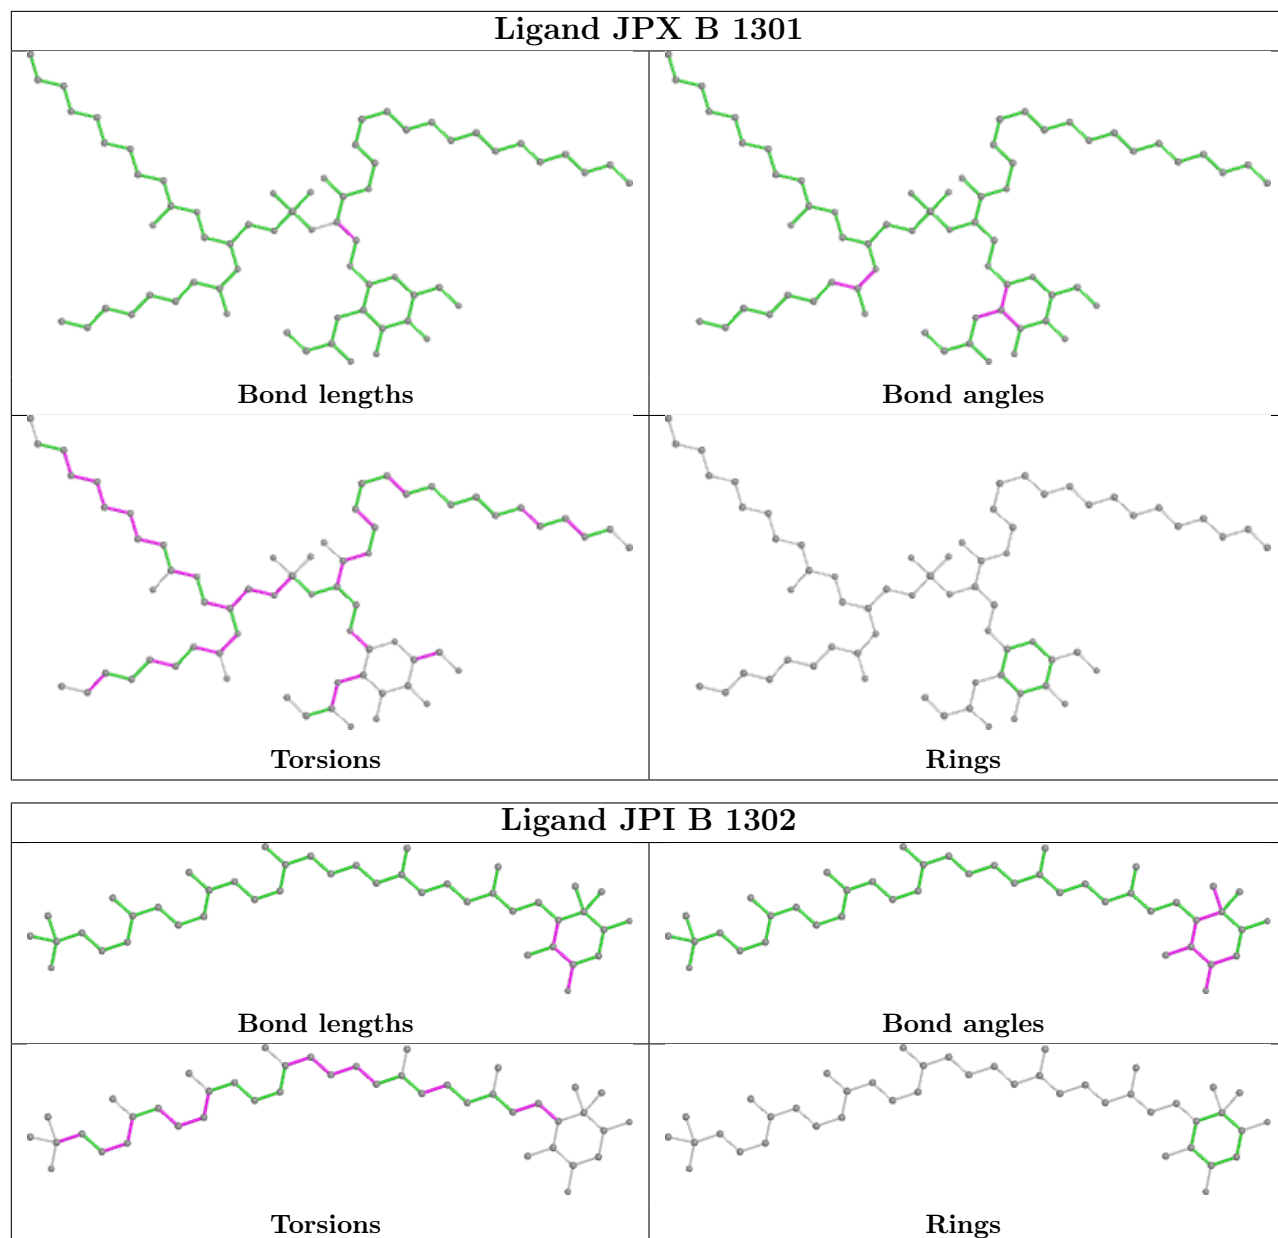 Ligand JPX B 1301
Bond lengths
Bond angles
Torsions
Rings
Ligand JPI B 1302
Bond lengths
Bond angles
Torsions
Rings